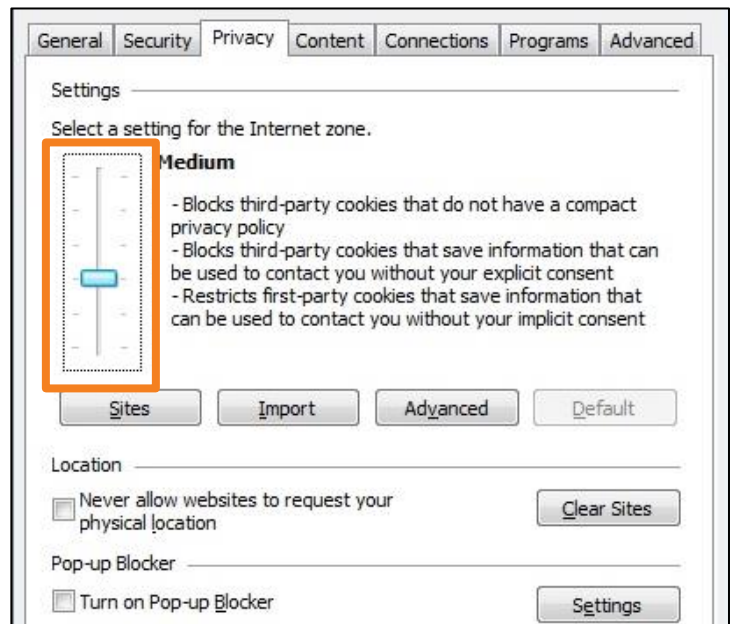 General Security Privacy Content Connections Programs Advanced
Settings
Select a setting for the Internet zone.
Medium
- Blocks third-party cookies that do not have a compact
privacy policy
- Blocks third-party cookies that save information that can
be used to contact you without your explicit consent
- Restricts first-party cookies that save information that
can be used to contact you without your implicit consent
Sites Import Advanced Default
Location
Never allow websites to request your
physical location
Clear Sites
Pop-up Blocker
Turn on Pop-up Blocker
Settings